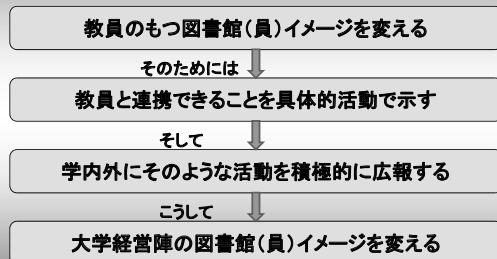 教員のもつ図書館(員)イメージを変える
そのためには
教員と連携できることを具体的活動で示す
そして
学内外にそのような活動を積極的に広報する
こうして
大学経営陣の図書館(員)イメージを変える